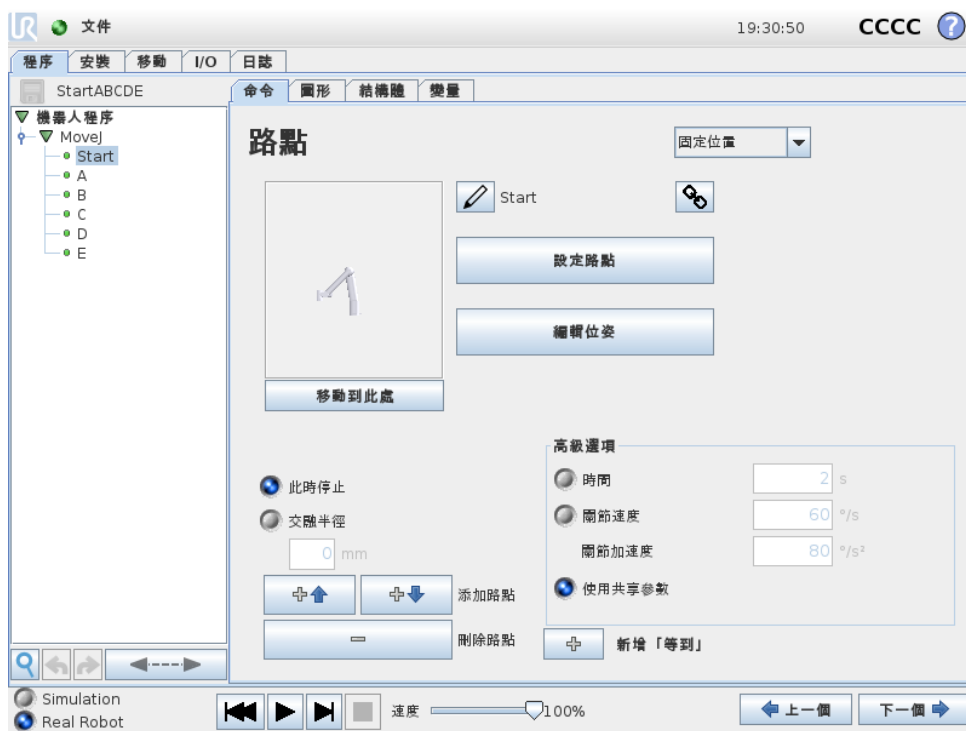 UR 文件 19:30:50 CCCC ?
程序 安裝 移動 I/O 日誌
StartABCDE 命令 圖形 結構體 變量
機器人程序
MoveJ
Start
A
B
C
D
E
路點 固定位置
Start
設定路點
編輯位姿
移動到此處
高級選項
此時停止
時間 2 s
交融半徑
關節速度 60 °/s
0 mm
關節加速度 80 °/s²
使用共享參數
添加路點
刪除路點
新增「等到」
Simulation
Real Robot
速度 100%
上一個 下一個